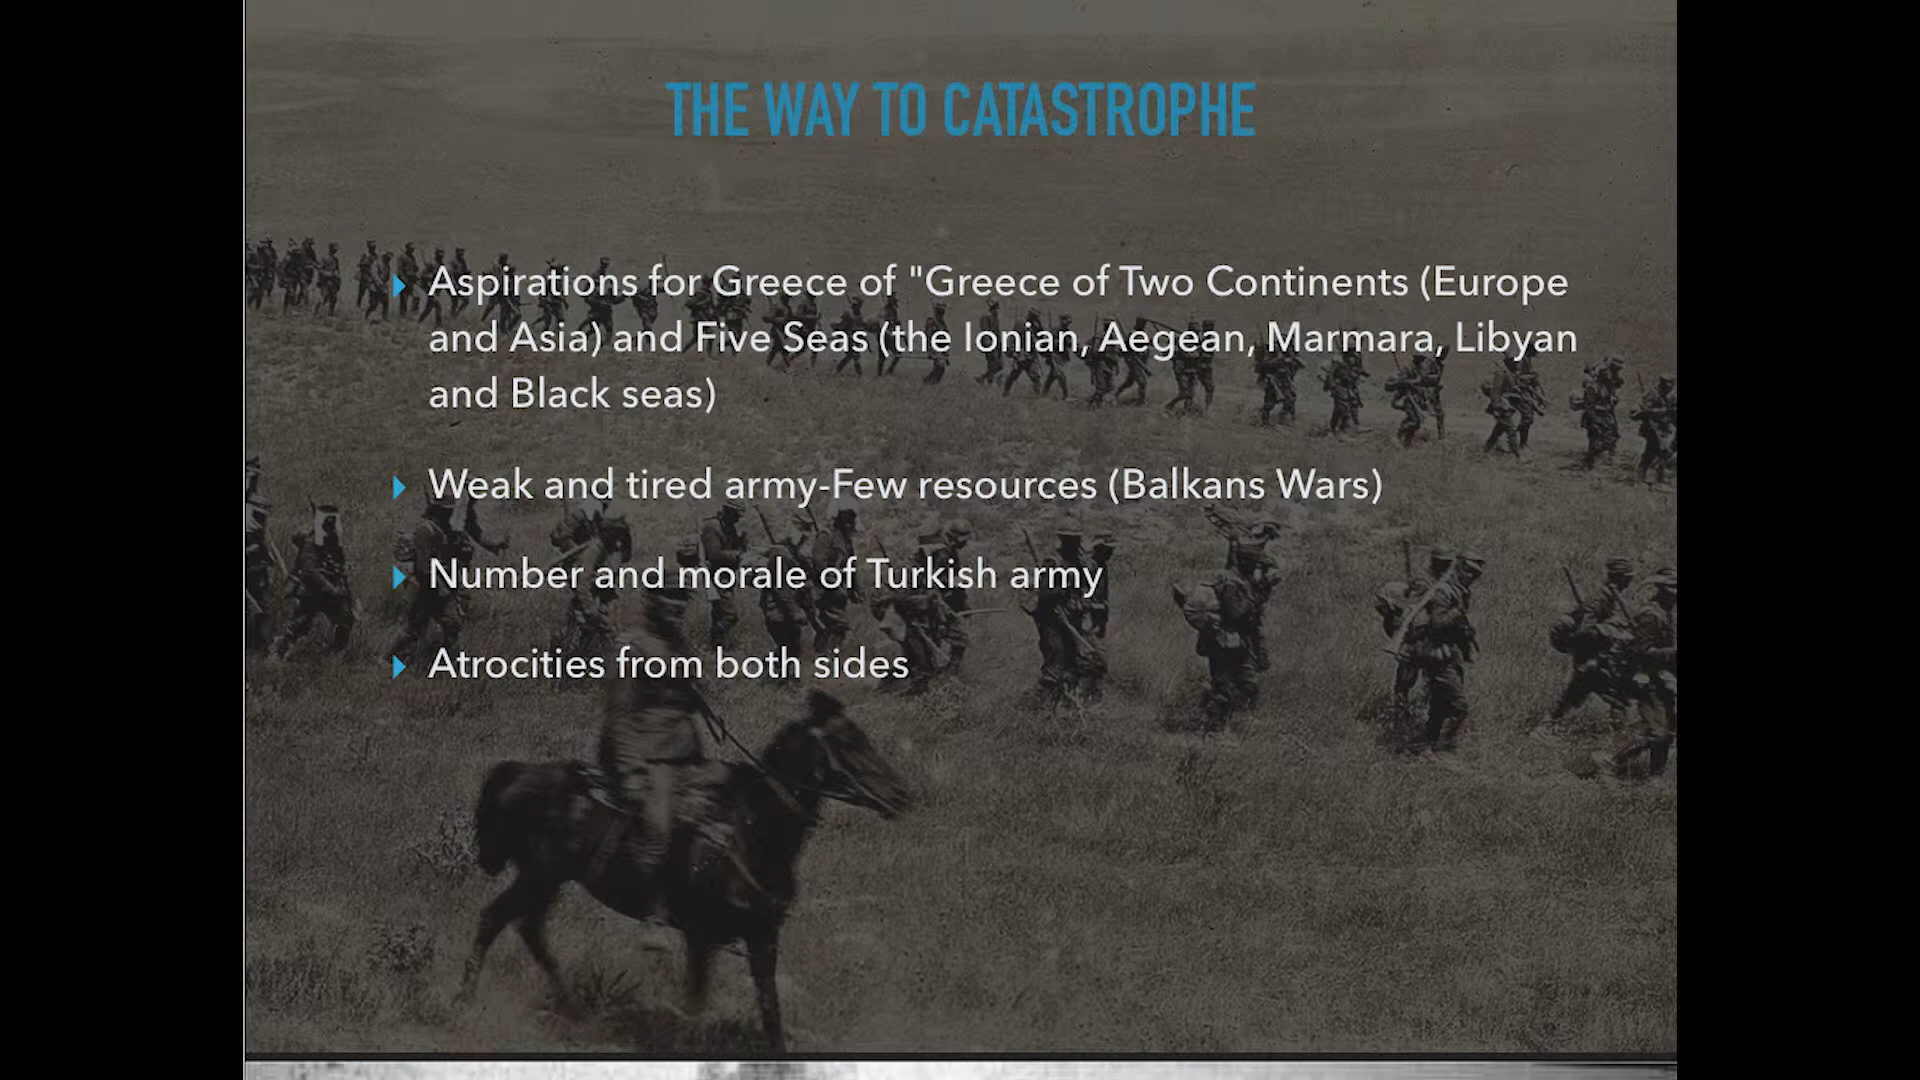 THE WAY TO CATASTROPHE
Aspirations for Greece of "Greece of Two Continents (Europe
and Asia) and Five Seas (the Ionian, Aegean, Marmara, Libyan
and Black seas)
Weak and tired army-Few resources (Balkans Wars)
Number and morale of Turkish army
Atrocities from both sides